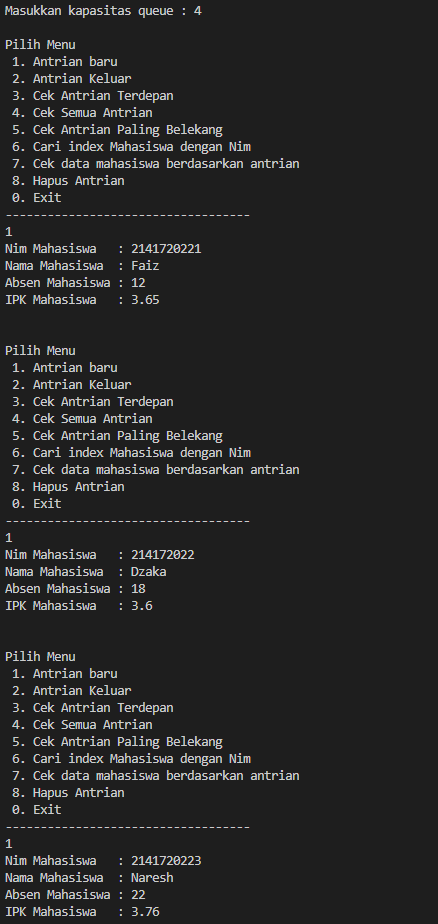 Masukkan kapasitas queue : 4
Pilih Menu
1. Antrian baru
2. Antrian Keluar
3. Cek Antrian Terdepan
4. Cek Semua Antrian
5. Cek Antrian Paling Belekang
6. Cari index Mahasiswa dengan Nim
7. Cek data mahasiswa berdasarkan antrian
8. Hapus Antrian
0. Exit
-----------------------------------
1
Nim Mahasiswa   : 2141720221
Nama Mahasiswa  : Faiz
Absen Mahasiswa : 12
IPK Mahasiswa   : 3.65
Pilih Menu
1. Antrian baru
2. Antrian Keluar
3. Cek Antrian Terdepan
4. Cek Semua Antrian
5. Cek Antrian Paling Belekang
6. Cari index Mahasiswa dengan Nim
7. Cek data mahasiswa berdasarkan antrian
8. Hapus Antrian
0. Exit
-----------------------------------
1
Nim Mahasiswa   : 214172022
Nama Mahasiswa  : Dzaka
Absen Mahasiswa : 18
IPK Mahasiswa   : 3.6
Pilih Menu
1. Antrian baru
2. Antrian Keluar
3. Cek Antrian Terdepan
4. Cek Semua Antrian
5. Cek Antrian Paling Belekang
6. Cari index Mahasiswa dengan Nim
7. Cek data mahasiswa berdasarkan antrian
8. Hapus Antrian
0. Exit
-----------------------------------
1
Nim Mahasiswa   : 2141720223
Nama Mahasiswa  : Naresh
Absen Mahasiswa : 22
IPK Mahasiswa   : 3.76